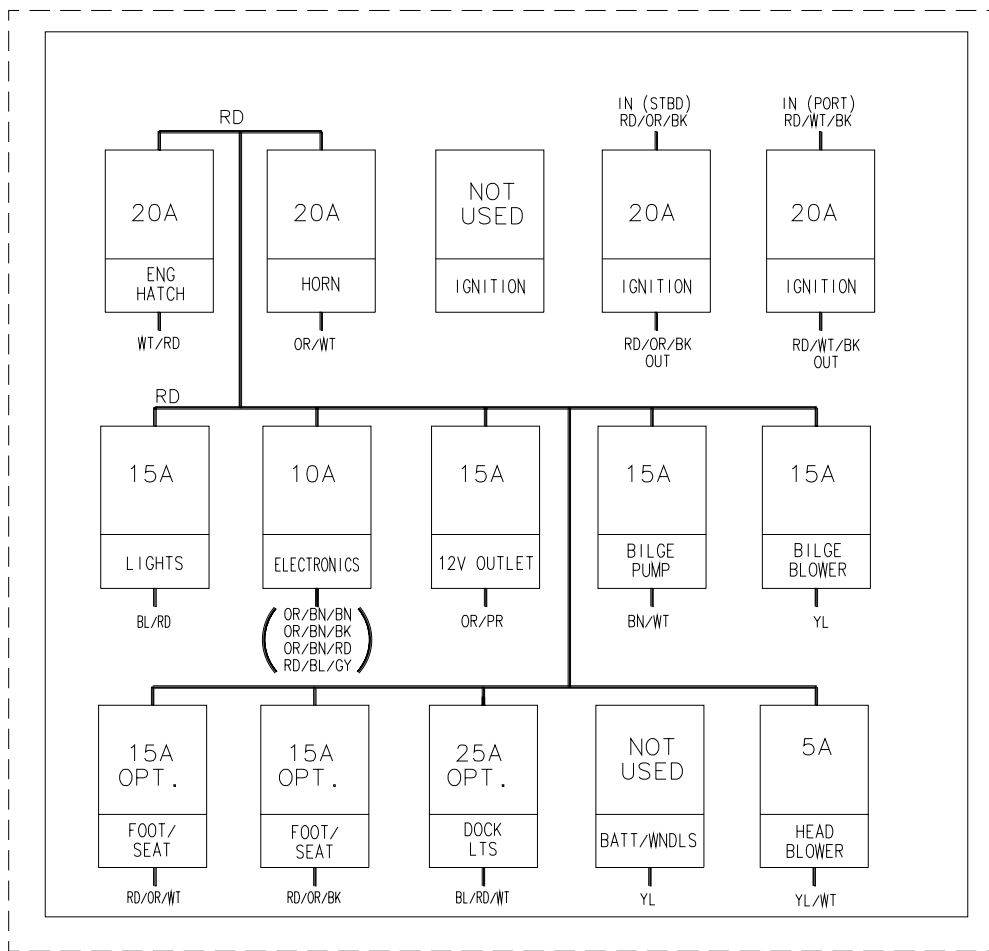 RD
IN (STBD)
RD/OR/BK
IN (PORT)
RD/WT/BK
20A
ENG
HATCH
WT/RD
20A
HORN
OR/WT
NOT
USED
IGNITION
20A
IGNITION
RD/OR/BK
OUT
20A
IGNITION
RD/WT/BK
OUT
RD
15A
LIGHTS
BL/RD
10A
ELECTRONICS
OR/BN/BN
OR/BN/BK
OR/BN/RD
RD/BL/GY
15A
12V OUTLET
OR/PR
15A
BILGE
PUMP
BN/WT
15A
BILGE
BLOWER
YL
15A
OPT.
FOOT/
SEAT
RD/OR/WT
15A
OPT.
FOOT/
SEAT
RD/OR/BK
25A
OPT.
DOCK
LTS
BL/RD/WT
NOT
USED
BATT/WNDLS
YL
5A
HEAD
BLOWER
YL/WT